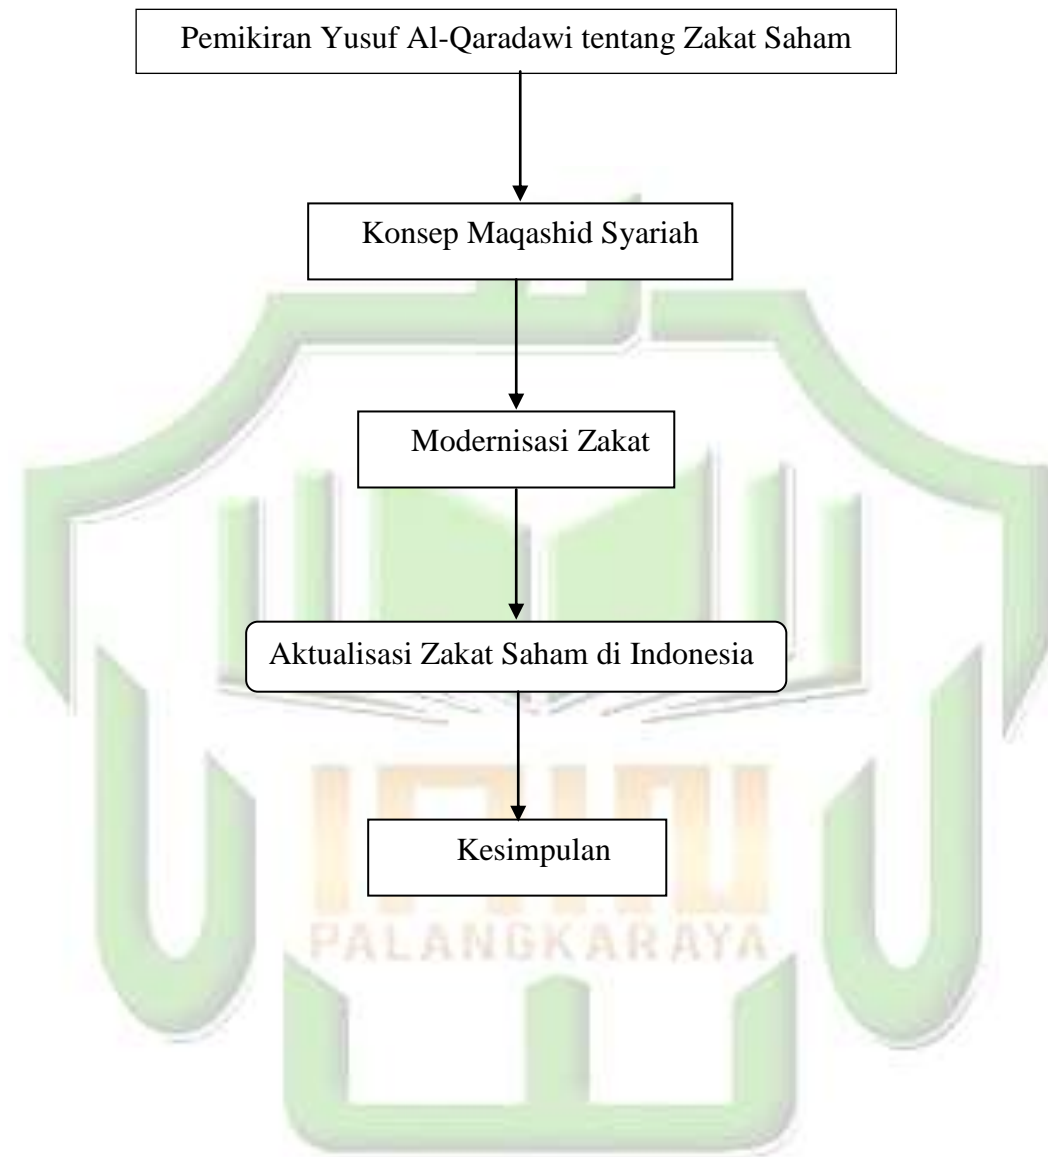 Pemikiran Yusuf Al-Qaradawi tentang Zakat Saham
Konsep Maqashid Syariah
Modernisasi Zakat
Aktualisasi Zakat Saham di Indonesia
Kesimpulan
PALANGKARAYA